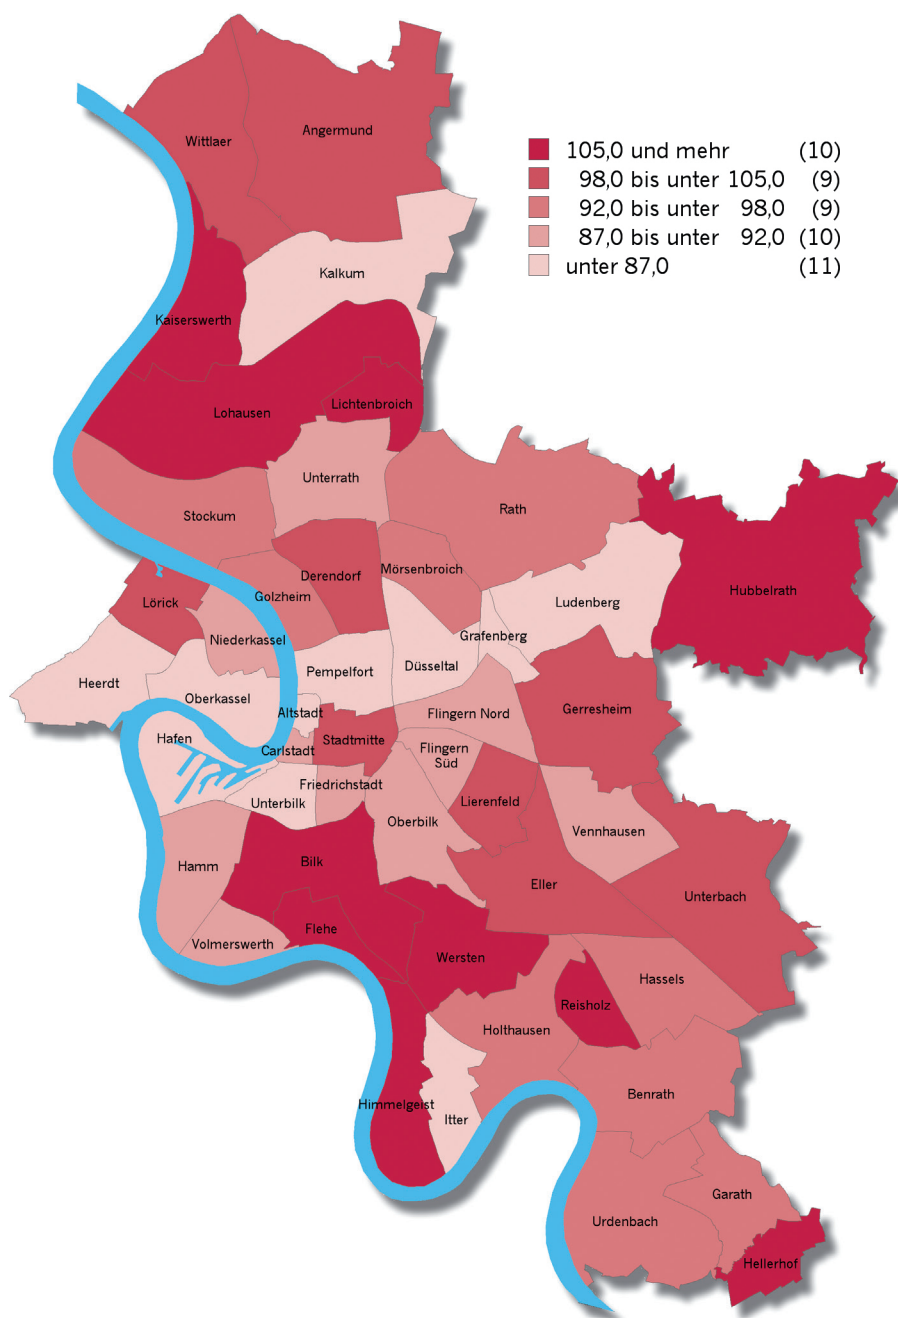 Angermund
Wittlaer
105,0 und mehr (10)
98,0 bis unter 105,0 (9)
92,0 bis unter 98,0 (9)
87,0 bis unter 92,0 (10)
unter 87,0 (11)
Kalkum
Kaiserswerth
Lichtenbroich
Lohausen
Unterrath
Rath
Stockum
Mörsenbroich
Derendorf
Hubbelrath
Golzheim
Lörick
Ludenberg
Grafenberg
Niederkassel
Düsseltal
Pempelfort
Heerdt
Oberkassel
Gerresheim
Altstadt
Flingern Nord
Hafen
Stadtmitte
Carlstadt
Flingern
Süd
Friedrichstadt
Lierenfeld
Unterbilk
Oberbilk
Vennhausen
Bilk
Hamm
Eller
Unterbach
Flehe
Volmerswerth
Wersten
Hassels
Reisholz
Holthausen
Benrath
Himmelgeist
Itter
Garath
Urdenbach
Hellerhof